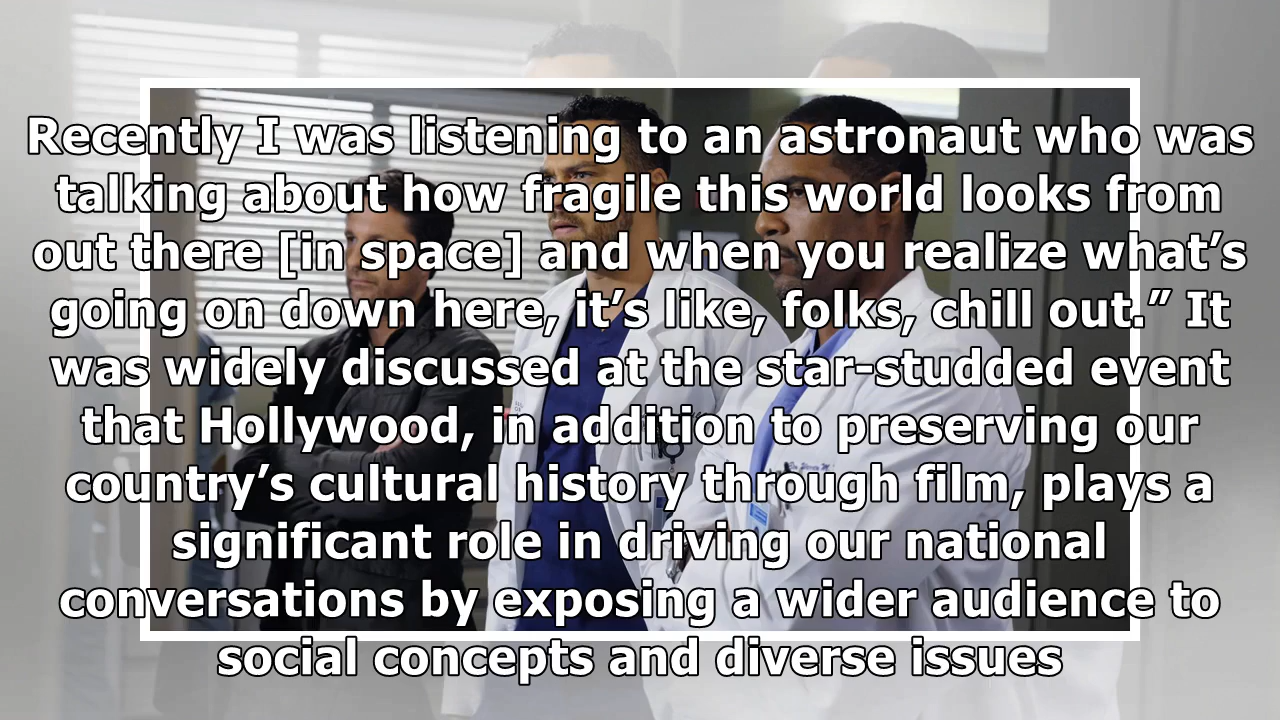 Recently I was listening to an astronaut who was
talking about how fragile this world looks from
out there [in space] and when you realize what’s
going on down here, it’s like, folks, chill out.” It
was widely discussed at the star-studded event
that Hollywood, in addition to preserving our
country’s cultural history through film, plays a
significant role in driving our national
conversations by exposing a wider audience to
social concepts and diverse issues